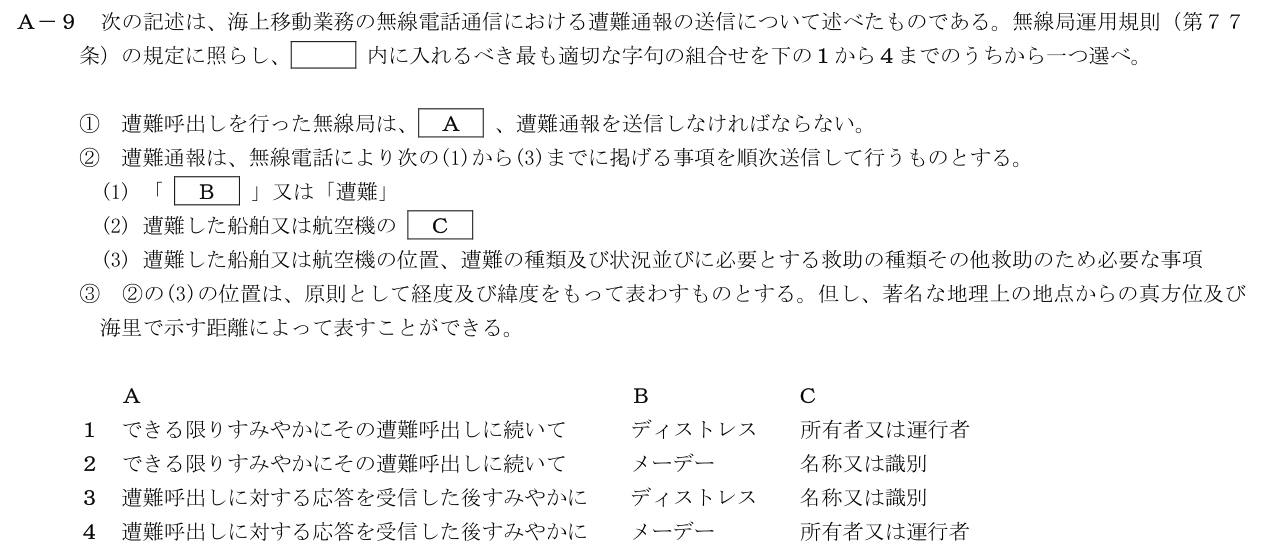 Ａ－９　次の記述は、海上移動業務の無線電話通信における遭難通報の送信について述べたものである。無線局運用規則（第７７
条）の規定に照らし、　　　内に入れるべき最も適切な字句の組合せを下の１から４までのうちから一つ選べ。
①　遭難呼出しを行った無線局は、　Ａ　、遭難通報を送信しなければならない。
②　遭難通報は、無線電話により次の(1)から(3)までに掲げる事項を順次送信して行うものとする。
(1) 「　Ｂ　」又は「遭難」
(2) 遭難した船舶又は航空機の　Ｃ
(3) 遭難した船舶又は航空機の位置、遭難の種類及び状況並びに必要とする救助の種類その他救助のため必要な事項
③　②の(3)の位置は、原則として経度及び緯度をもって表わすものとする。但し、著名な地理上の地点からの真方位及び
海里で示す距離によって表すことができる。
Ａ　Ｂ　Ｃ
１　できる限りすみやかにその遭難呼出しに続いて　ディストレス　所有者又は運行者
２　できる限りすみやかにその遭難呼出しに続いて　メーデー　名称又は識別
３　遭難呼出しに対する応答を受信した後すみやかに　ディストレス　名称又は識別
４　遭難呼出しに対する応答を受信した後すみやかに　メーデー　所有者又は運行者